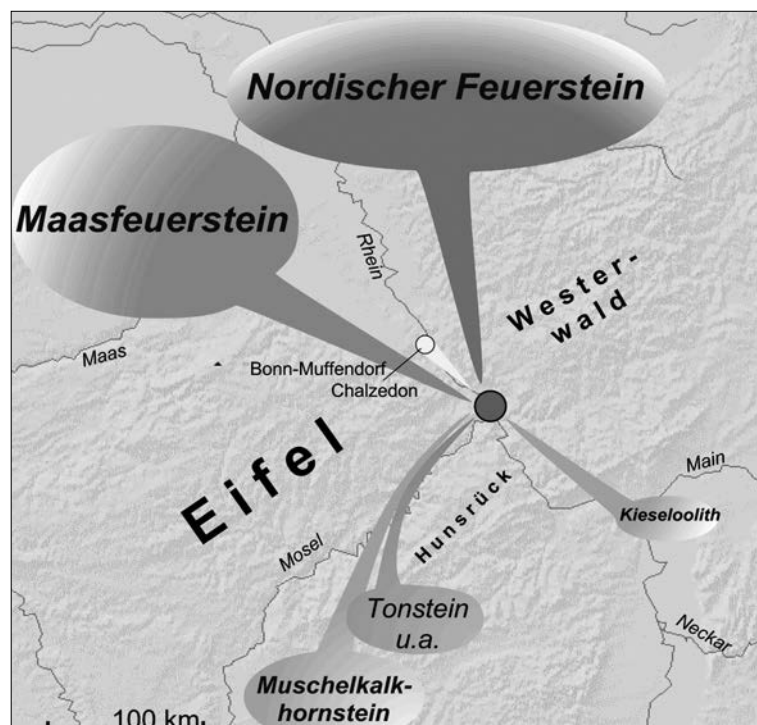 Nordischer Feuerstein
Maasfeuerstein
Rhein
Wester-
wald
Maas
Bonn-Muffendorf
Chalzedon
Eifel
Main
Hunsrück
Kieseloolith
Mosel
Tonstein
u.a.
Neckar
Muschelkalk-
hornstein
100 km